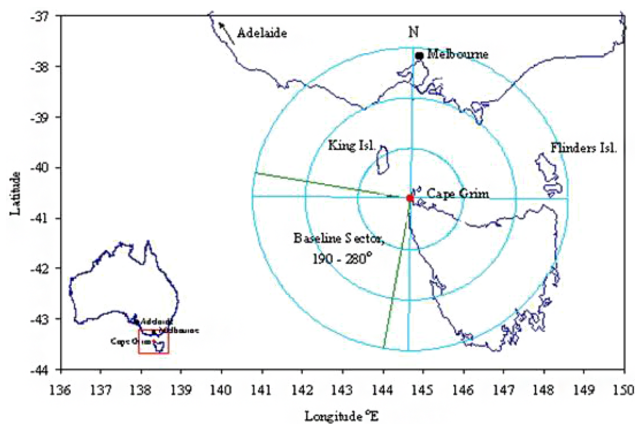 -37
-38
-39
-40
-41
-42
-43
-44
Latitude
136 137 138 139 140 141 142 143 144 145 146 147 148 149 150
Longitude °E
Adelaide
N
Melbourne
King Isl.
Flinders Isl.
Cape Grim
Baseline Sector,
190 - 280°
Adelaide
Melbourne
Cape Grim